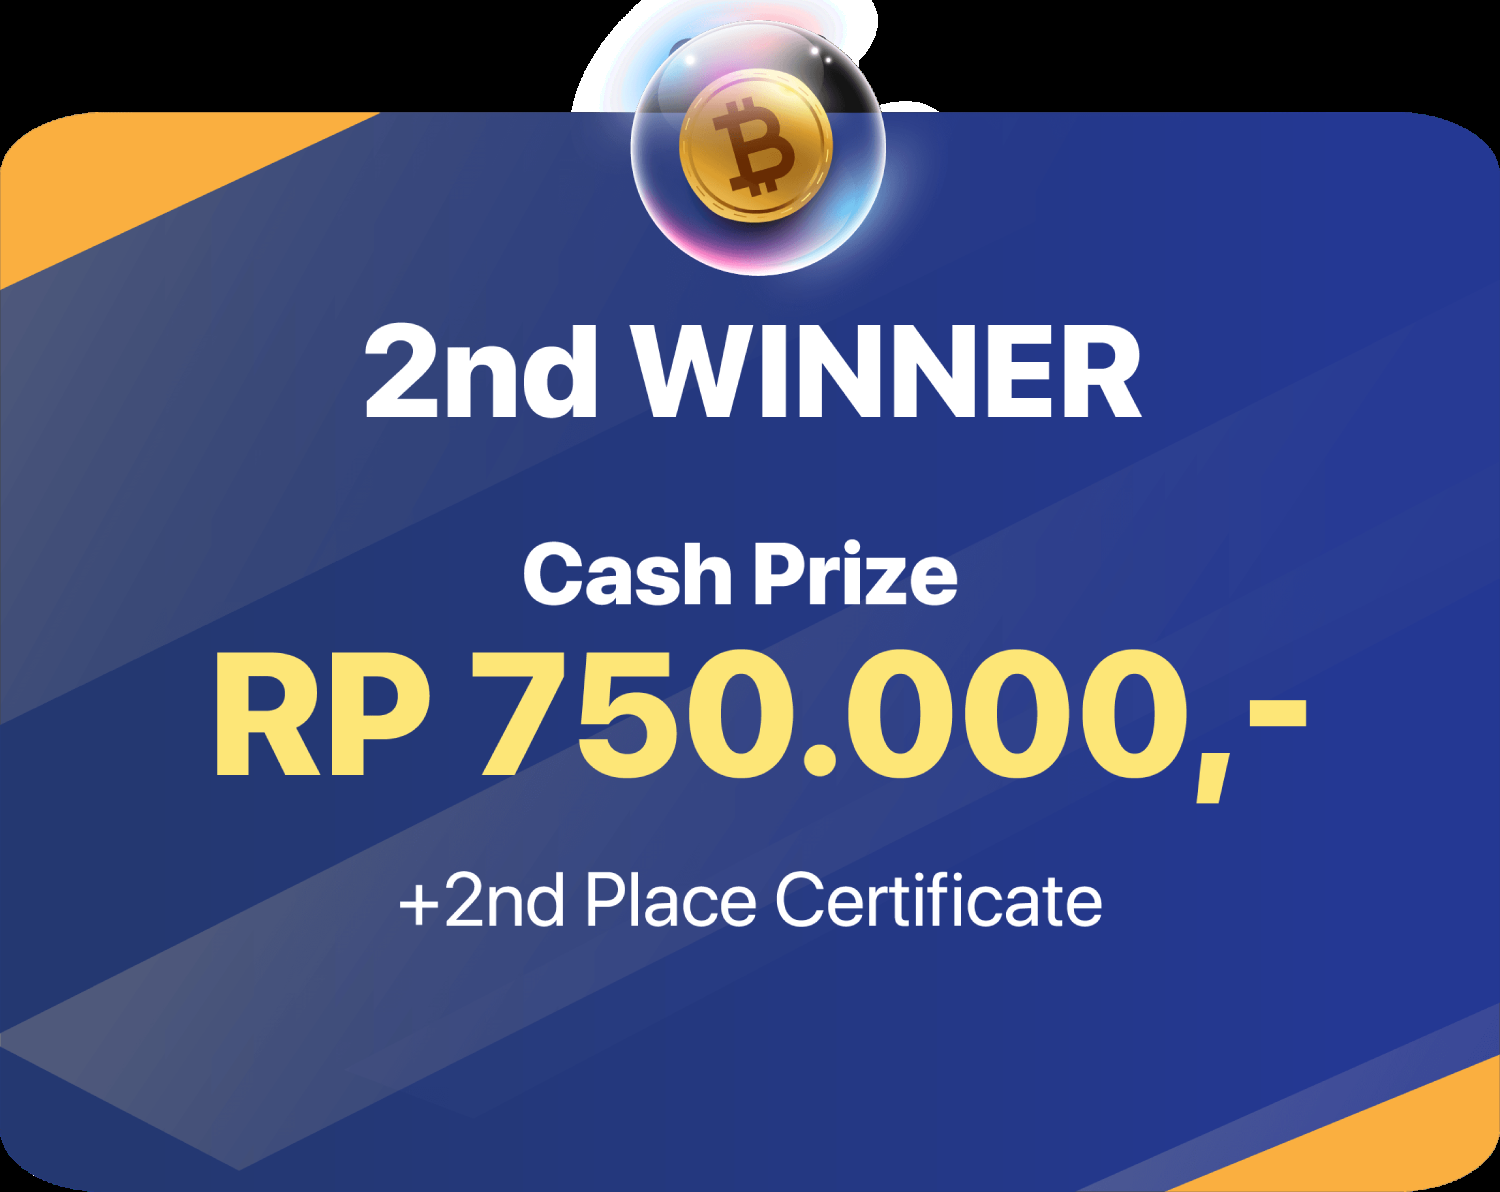 2nd WINNER
Cash Prize
RP 750.000,-
+2nd Place Certificate